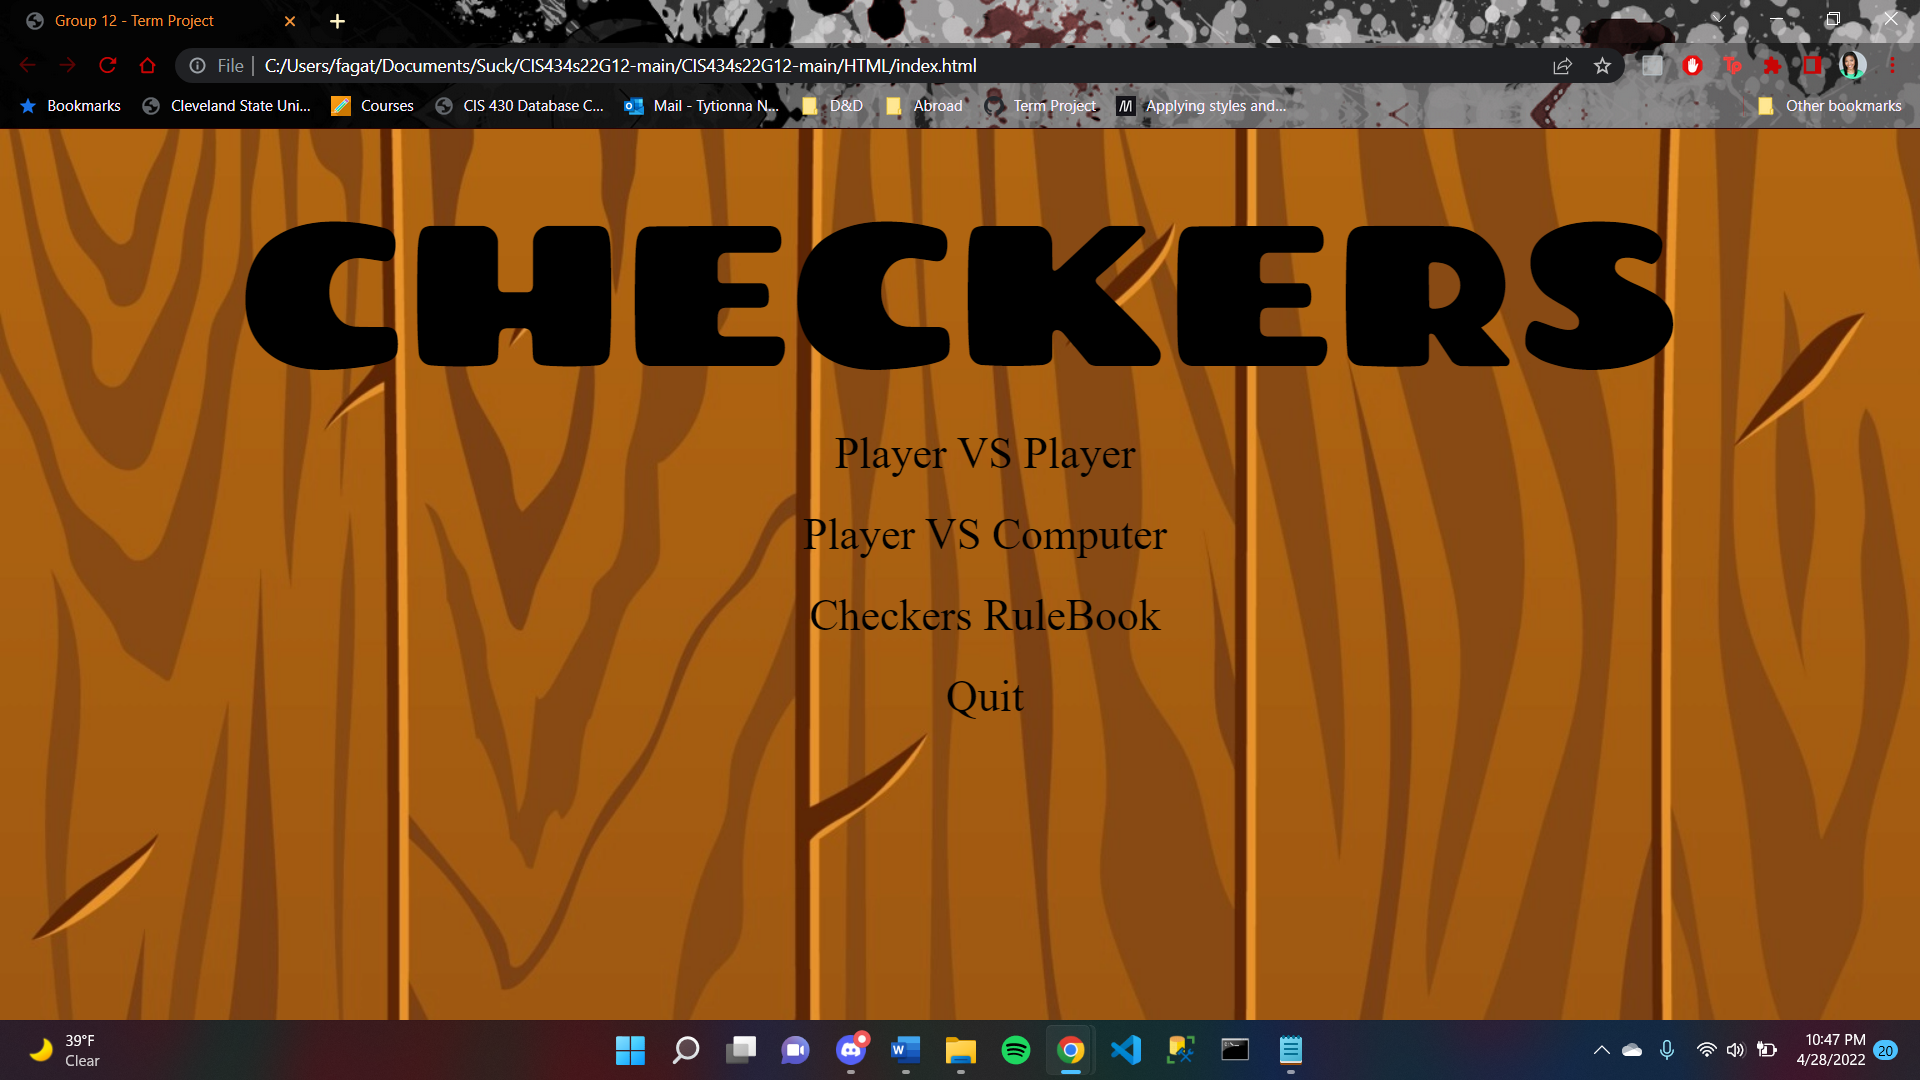 Group 12 - Term Project
File
C:/Users/fagat/Documents/Suck/CIS434s22G12-main/CIS434s22G12-main/HTML/index.html
Bookmarks Cleveland State Uni... Courses CIS 430 Database C... Mail - Tytionna N... D&D Abroad Term Project Applying styles and... Other bookmarks
CHECKERS
Player VS Player
Player VS Computer
Checkers RuleBook
Quit
39°F
Clear
10:47 PM
4/28/2022
20